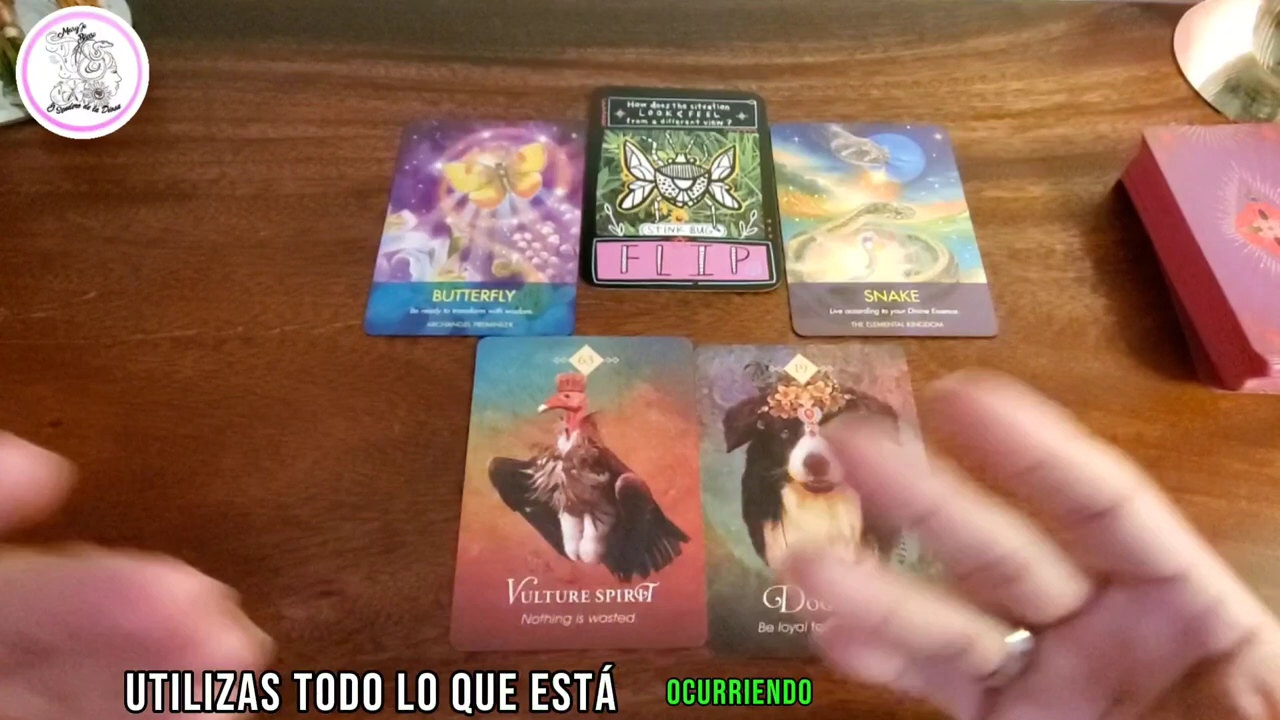 How does the situation
LOOK & FEEL
from a different view?
STINK BUG
FLIP
BUTTERFLY
Be ready to transform with wisdom.
SNAKE
Live according to your Divine Essence.
THE ELEMENTAL KINGDOM
63
VULTURE SPIRIT
Nothing is wasted
19
Be loyal
UTILIZAS TODO LO QUE ESTÁ OCURRIENDO